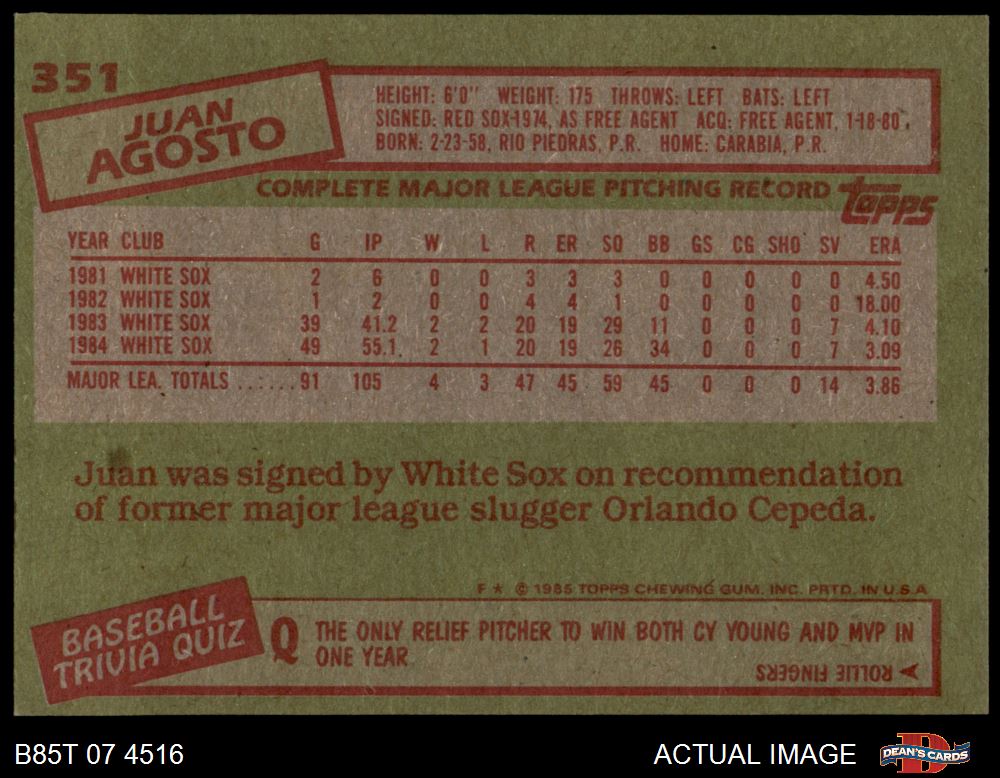 351
JUAN
AGOSTO
HEIGHT: 6'0" WEIGHT: 175 THROWS: LEFT BATS: LEFT
SIGNED: RED SOX-1974, AS FREE AGENT ACQ: FREE AGENT, 1-18-80
BORN: 2-23-58, RIO PIEDRAS, P.R. HOME: CARABIA, P.R.
COMPLETE MAJOR LEAGUE PITCHING RECORD topps
YEAR CLUB G IP W L R ER SO BB GS CG SHO SV ERA
1981 WHITE SOX 2 6 0 0 3 3 3 0 0 0 0 0 4.50
1982 WHITE SOX 1 2 0 0 4 4 1 0 0 0 0 0 18.00
1983 WHITE SOX 39 41.2 2 2 20 19 29 11 0 0 0 7 4.10
1984 WHITE SOX 49 55.1 2 1 20 19 26 34 0 0 0 7 3.09
MAJOR LEA. TOTALS ........ 91 105 4 3 47 45 59 45 0 0 0 14 3.86
Juan was signed by White Sox on recommendation
of former major league slugger Orlando Cepeda.
F * © 1985 TOPPS CHEWING GUM, INC. PRTD. IN U.S.A
BASEBALL
TRIVIA QUIZ
Q THE ONLY RELIEF PITCHER TO WIN BOTH CY YOUNG AND MVP IN
ONE YEAR
ROLLIE FINGERS
B85T 07 4516
ACTUAL IMAGE
D
DEAN'S CARDS